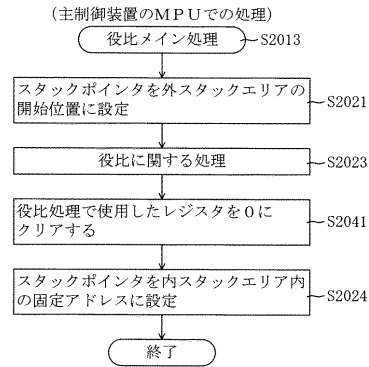 (主制御装置のMPUでの処理)
役比メイン処理
S2013
スタックポインタを外スタックエリアの
開始位置に設定
S2021
役比に関する処理
S2023
役比処理で使用したレジスタを0に
クリアする
S2041
スタックポインタを内スタックエリア内
の固定アドレスに設定
S2024
終了